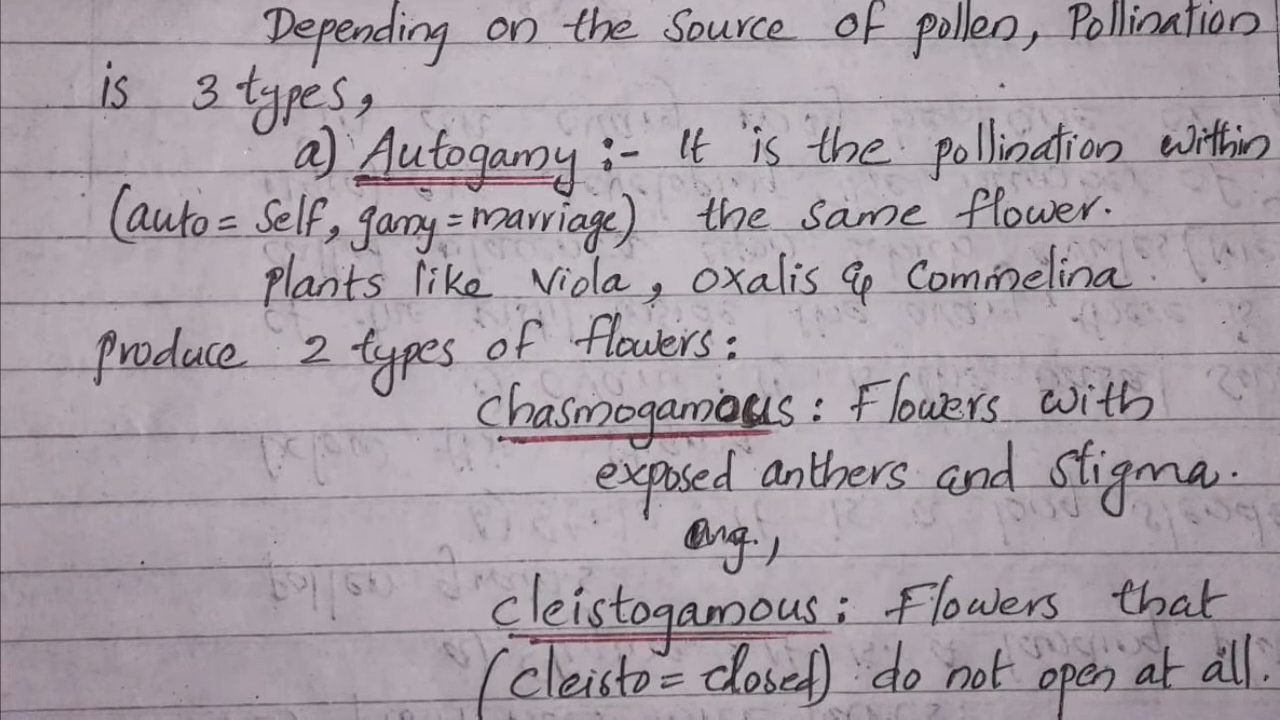 Depending on the source of pollen, Pollination
is 3 types,
a) Autogamy :- It is the pollination within
(auto = self, gamy = marriage) the same flower.
plants like Viola, oxalis & Commelina
produce 2 types of flowers:
Chasmogamous : Flowers with
exposed anthers and stigma.
Cleistogamous : Flowers that
(cleisto = closed) do not open at all.